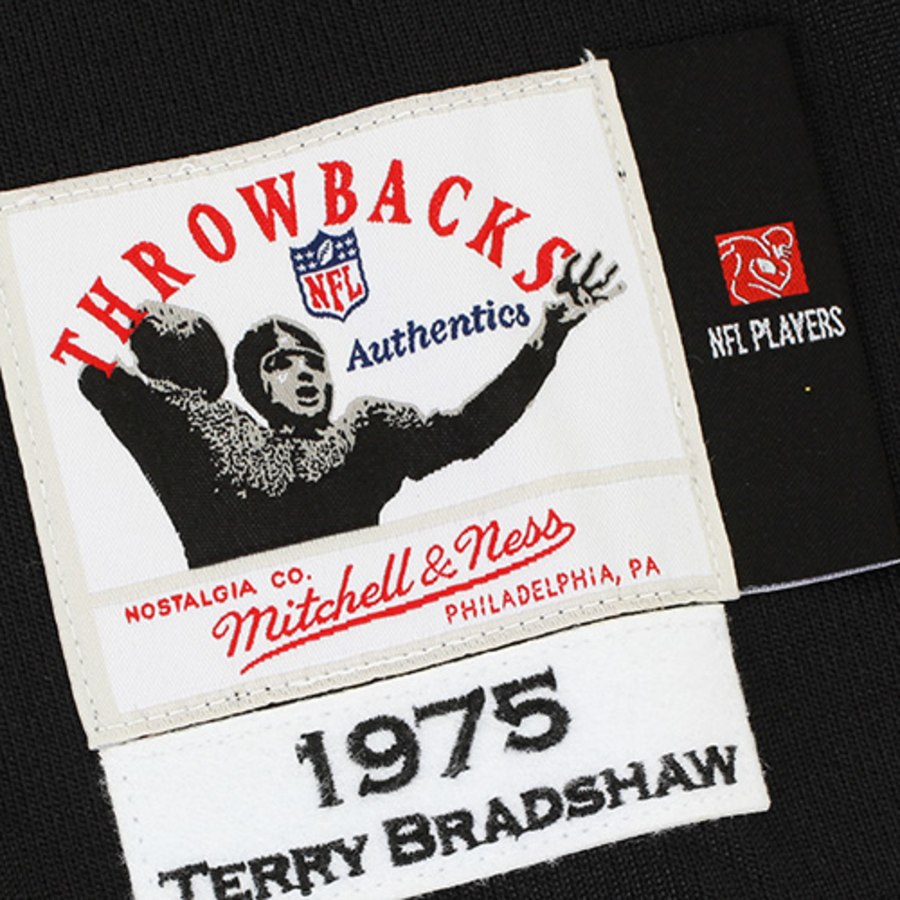 THROWBACKS
NFL
Authentics
NFL PLAYERS
NOSTALGIA CO.
Mitchell & Ness
PHILADELPHIA, PA
1975
TERRY BRADSHAW